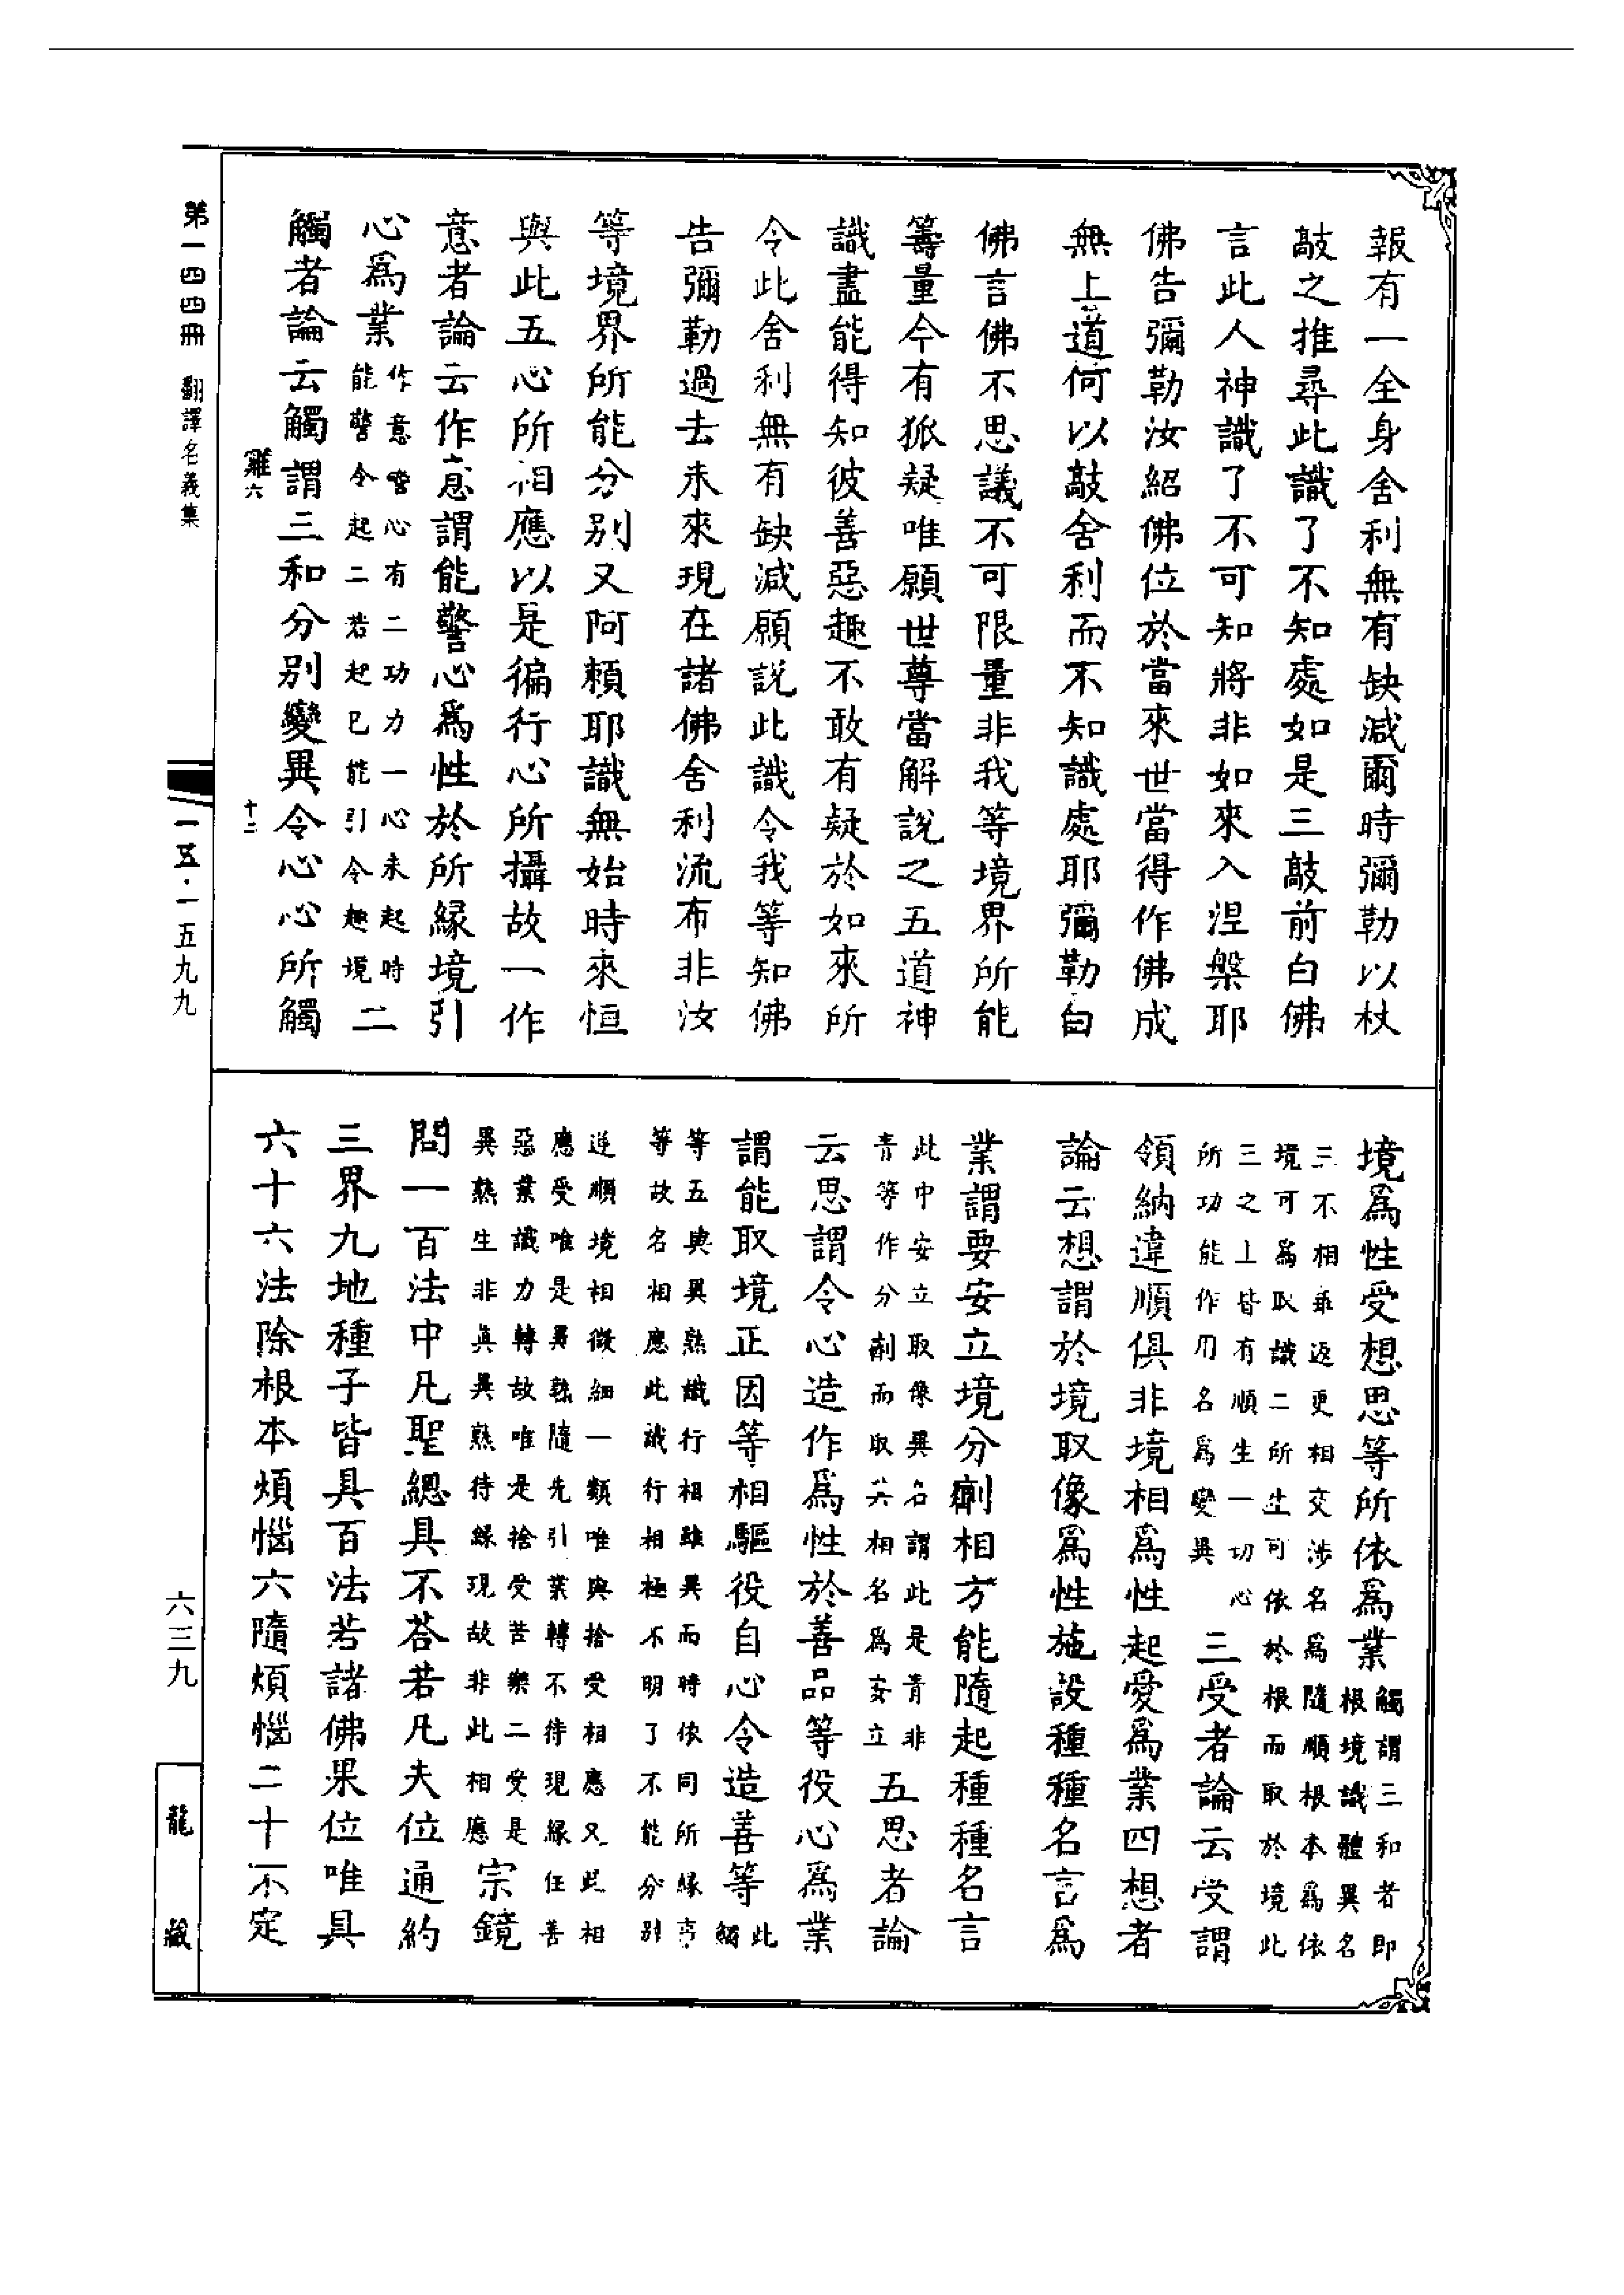 報有一全身舍利無有缺減爾時彌勒以杖
敲之推尋此識了不知處如是三敲前白佛
言此人神識了不可知將非如來入涅槃耶
佛告彌勒汝紹佛位於當來世當得作佛成
無上道何以敲舍利而不知識處耶彌勒白
佛言佛不思議不可限量非我等境界所能
籌量今有狐疑唯願世尊當解說之五道神
識盡能得知彼善惡趣不敢有疑於如來所
令此舍利無有缺減願說此識令我等知佛
告彌勒過去未來現在諸佛舍利流布非汝
等境界所能分別又阿賴耶識無始時來恒
與此五心所相應以是徧行心所攝故一作
意者論云作意謂能警心爲性於所緣境引
心爲業作意警心有二功力一心未起時能警令起二若起已能引令趣境二
觸者論云觸謂三和分別變異令心心所觸
境爲性受想思等所依爲業觸謂三和者即根境識體異名
三不相乖返更相交涉名爲隨順根本爲依境可爲取識二所生可依於根而取於境此
三之上皆有順生一切心所功能作用名爲變異三受者論云受謂
領納違順俱非境相爲性起愛爲業四想者
論云想謂於境取像爲性施設種種名言爲
業謂要安立境分劑相方能隨起種種名言
此中安立取像異名謂此是青非青等作分劑而取共相名爲安立五思者論
云思謂令心造作爲性於善品等役心爲業
謂能取境正因等相驅役自心令造善等此觸
等五與異熟識行相雖異而時依同所緣事等故名相應此識行相極不明了不能分別
逆順境相微細一類唯與捨受相應又此相應受唯是異熟隨先引業轉不待現緣任善
惡業識力轉故唯是捨受苦樂二受是異熟生非真異熟待緣現故非此相應宗鏡
問一百法中凡聖總具不荅若凡夫位通約
三界九地種子皆具百法若諸佛果位唯具
六十六法除根本煩惱六隨煩惱二十不定
第一四四冊 翻譯名義集
雞六
十二
一五·一五九九
六三九
龍藏